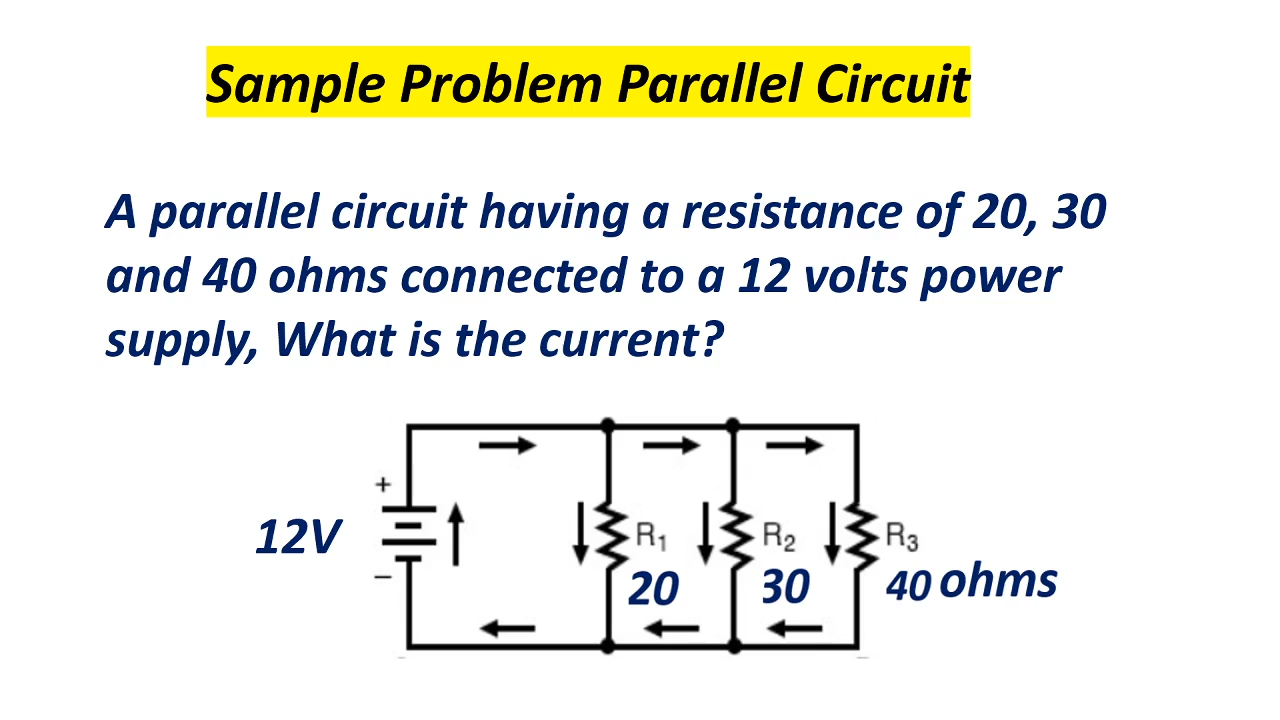 Sample Problem Parallel Circuit
A parallel circuit having a resistance of 20, 30
and 40 ohms connected to a 12 volts power
supply, What is the current?
+
12V
R₁
R₂
R₃
−
20
30
40 ohms